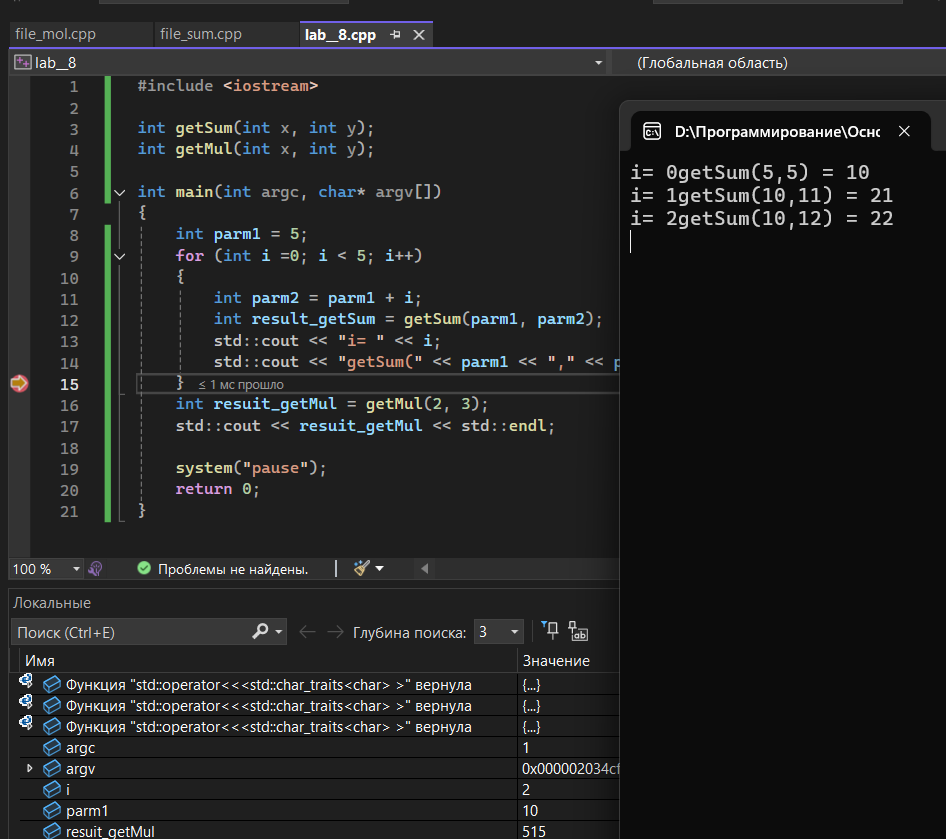 file_mol.cpp file_sum.cpp lab__8.cpp
lab__8 (Глобальная область)
1 #include <iostream>
2
3 int getSum(int x, int y);
4 int getMul(int x, int y);
5
6 int main(int argc, char* argv[])
7 {
8 int parm1 = 5;
9 for (int i =0; i < 5; i++)
10 {
11 int parm2 = parm1 + i;
12 int result_getSum = getSum(parm1, parm2);
13 std::cout << "i= " << i;
14 std::cout << "getSum(" << parm1 << "," << p
15 } ≤ 1 мс прошло
16 int resuit_getMul = getMul(2, 3);
17 std::cout << resuit_getMul << std::endl;
18
19 system("pause");
20 return 0;
21 }
D:\Программирование\Осно
i= 0getSum(5,5) = 10
i= 1getSum(10,11) = 21
i= 2getSum(10,12) = 22
100 % Проблемы не найдены.
Локальные
Поиск (Ctrl+E) Глубина поиска: 3
Имя Значение
Функция "std::operator<<<std::char_traits<char> >" вернула {...}
Функция "std::operator<<<std::char_traits<char> >" вернула {...}
Функция "std::operator<<<std::char_traits<char> >" вернула {...}
argc 1
argv 0x000002034cf
i 2
parm1 10
resuit_getMul 515